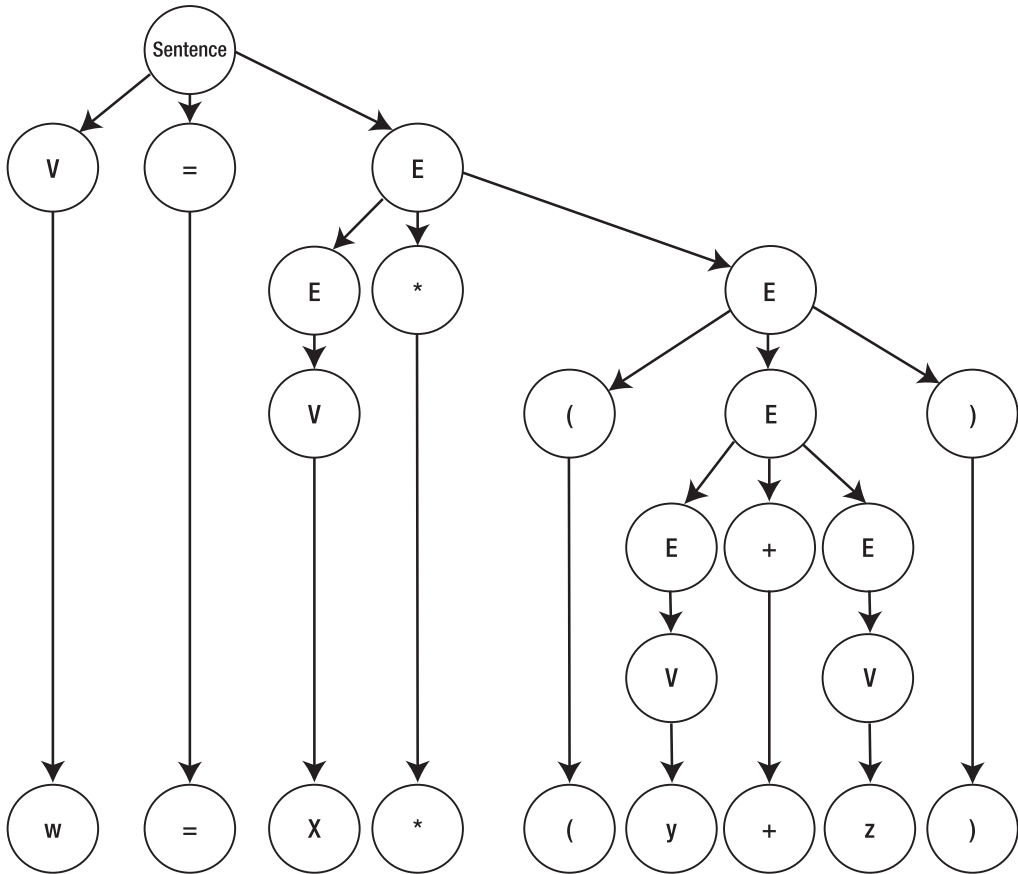 Sentence
V = E
E * E
V ( E )
E + E
V V
w = X * ( y + z )